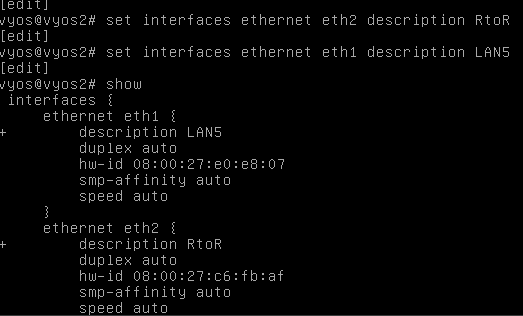 [edit]
vyos@vyos2# set interfaces ethernet eth2 description RtoR
[edit]
vyos@vyos2# set interfaces ethernet eth1 description LAN5
[edit]
vyos@vyos2# show
 interfaces {
     ethernet eth1 {
+        description LAN5
         duplex auto
         hw-id 08:00:27:e0:e8:07
         smp-affinity auto
         speed auto
     }
     ethernet eth2 {
+        description RtoR
         duplex auto
         hw-id 08:00:27:c6:fb:af
         smp-affinity auto
         speed auto